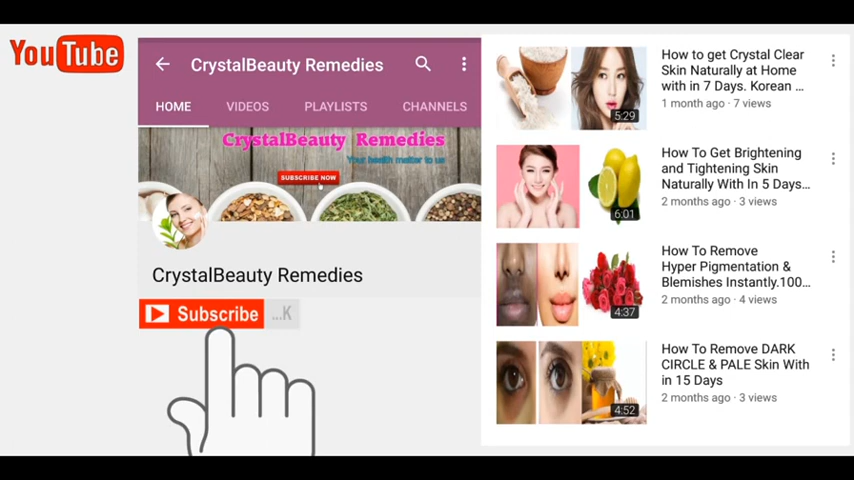 YouTube
CrystalBeauty Remedies
HOME
VIDEOS
PLAYLISTS
CHANNELS
CrystalBeauty Remedies
Your health matter to us
SUBSCRIBE NOW
CrystalBeauty Remedies
Subscribe
...K
How to get Crystal Clear
Skin Naturally at Home
with in 7 Days. Korean ...
1 month ago · 7 views
5:29
How To Get Brightening
and Tightening Skin
Naturally With In 5 Days...
2 months ago · 3 views
6:01
How To Remove
Hyper Pigmentation &
Blemishes Instantly.100...
2 months ago · 4 views
4:37
How To Remove DARK
CIRCLE & PALE Skin With
in 15 Days
2 months ago · 3 views
4:52